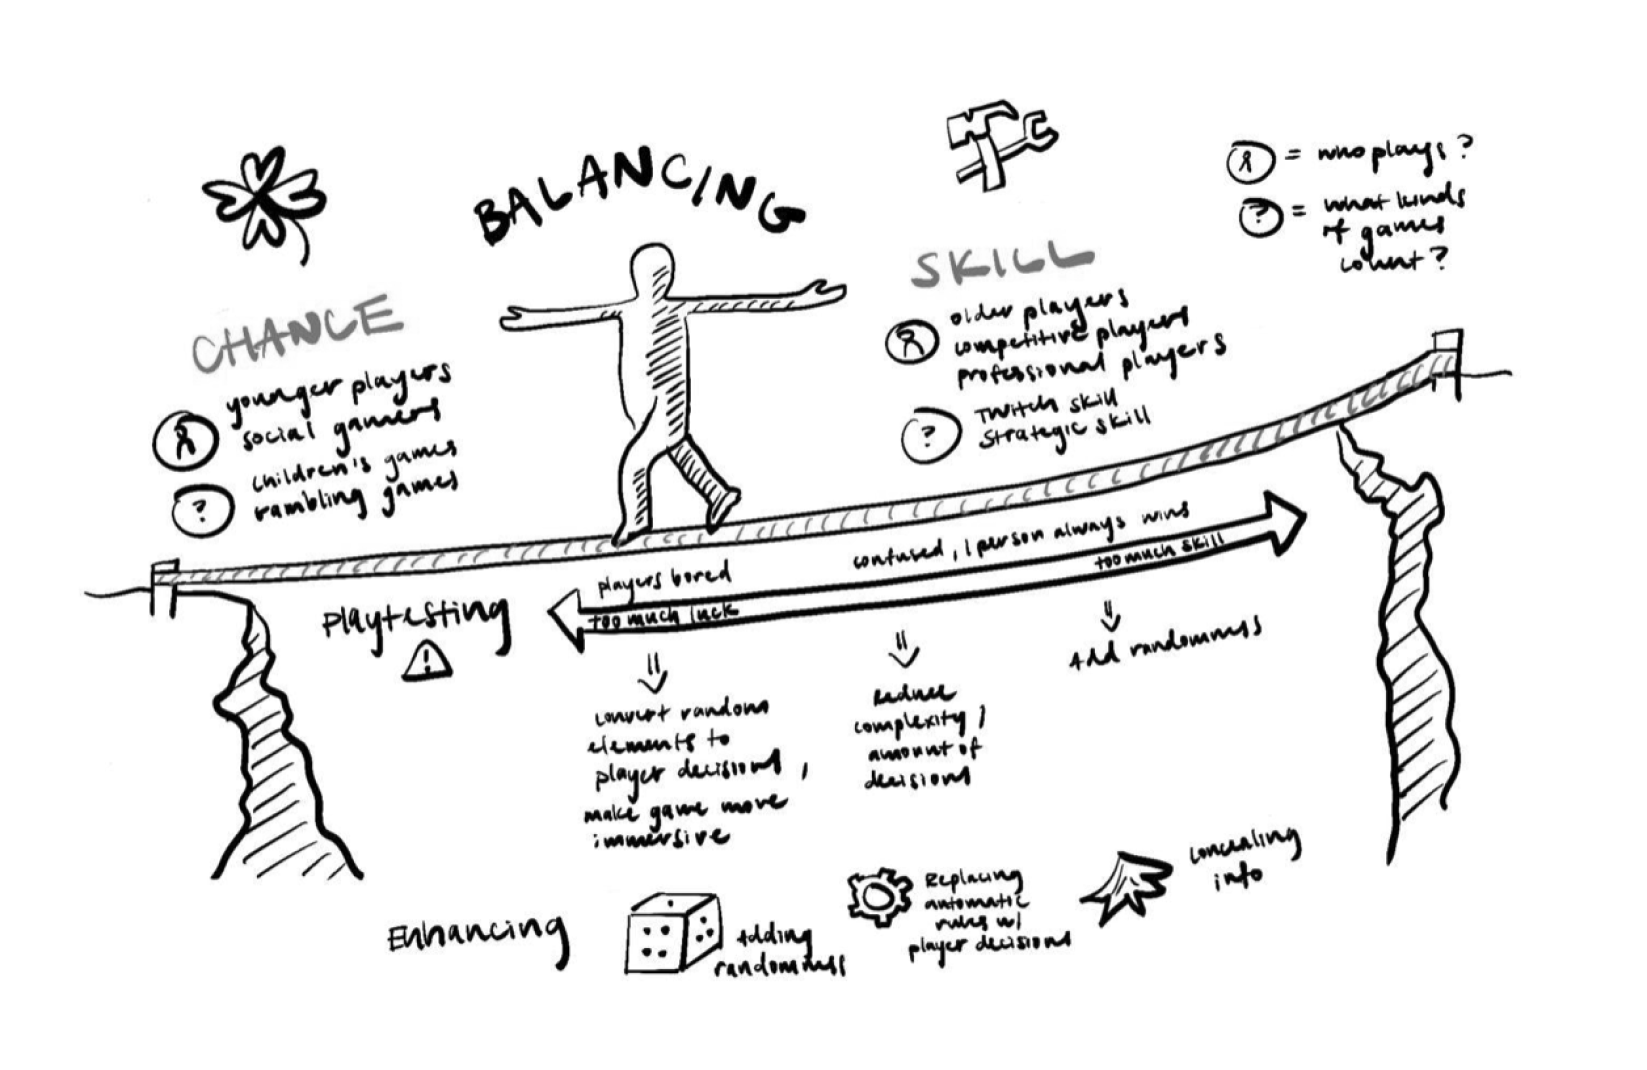 BALANCING
CHANCE
younger players
social gamers
?
children's games
rambling games
SKILL
older players
competitive players
professional players
?
Twitch skill
strategic skill
= who plays?
? = what kinds
of games
count?
playtesting
!
players bored
too much luck
confused, 1 person always wins
too much skill
convert random
elements to
player decisions,
make game more
immersive
Reduce
complexity /
amount of
decisions
Add randomness
Enhancing
Adding
randomness
Replacing
automatic
rules w/
player decisions
concealing
info